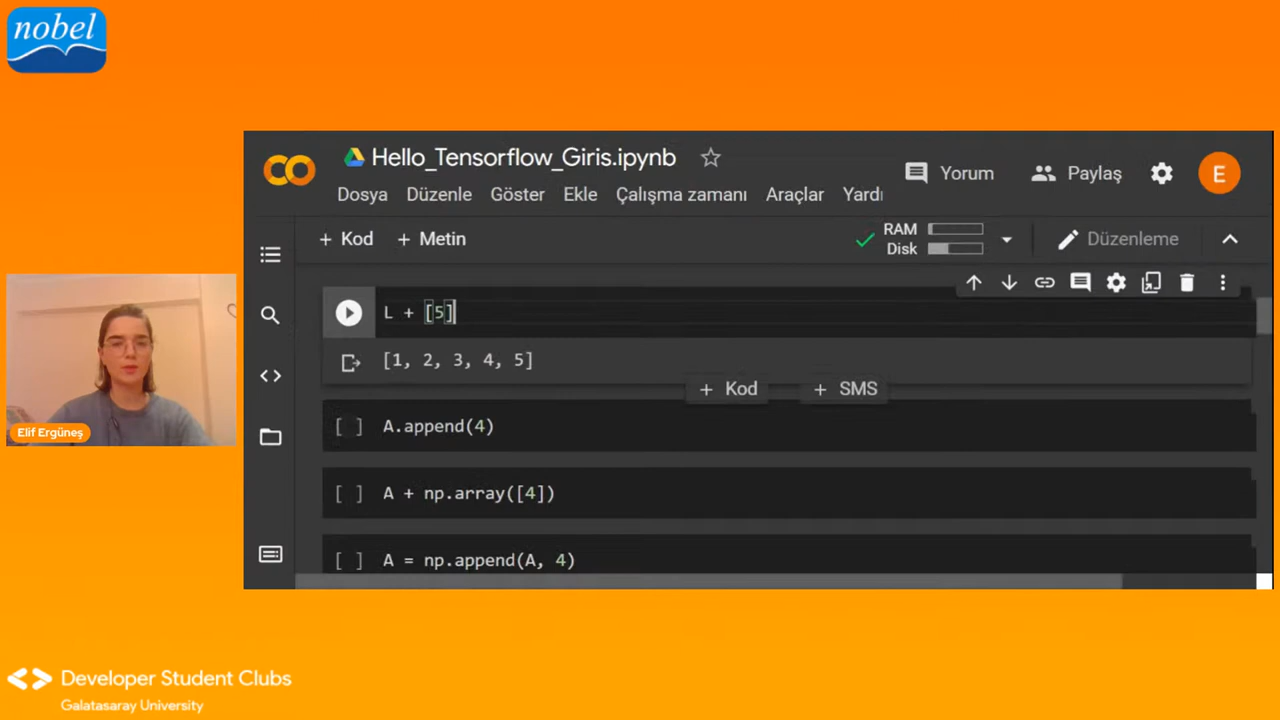 nobel
Hello_Tensorflow_Giris.ipynb
Yorum
Paylaş
E
Dosya
Düzenle
Göster
Ekle
Çalışma zamanı
Araçlar
Yardı
+ Kod
+ Metin
RAM
Disk
Düzenleme
L + [5]
[1, 2, 3, 4, 5]
+ Kod
+ SMS
[ ] A.append(4)
[ ] A + np.array([4])
[ ] A = np.append(A, 4)
Elif Ergüneş
Developer Student Clubs
Galatasaray University